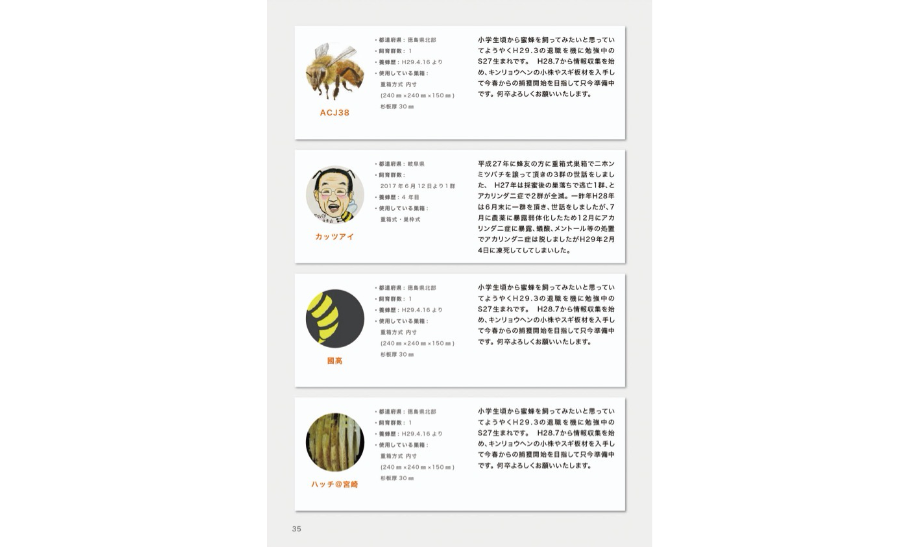 ・都道府県：徳島県北部
・飼育群数：1
・養蜂歴：H29.4.16より
・使用している巣箱：
重箱方式 内寸
(240㎜×240㎜×150㎜)
杉板厚30㎜
ACJ38
小学生頃から蜜蜂を飼ってみたいと思ってい
てようやくH29.3の退職を機に勉強中の
S27生まれです。 H28.7から情報収集を始
め、キンリョウヘンの小株やスギ板材を入手し
て今春からの捕獲開始を目指して只今準備中
です。何卒よろしくお願いいたします。
・都道府県：岐阜県
・飼育群数：
2017年6月12日より1群
・養蜂歴：4年目
・使用している巣箱：
重箱式・巣枠式
カッツアイ
平成27年に蜂友の方に重箱式巣箱で二ホン
ミツバチを譲って頂きの3群の世話をしまし
た、 H27年は採蜜後の巣落ちで逃亡1群、と
アカリンダニ症で2群が全滅。一昨年H28年
は6月末に一群を頂き、世話をしましたが、7
月に農薬に暴露弱体化したため12月にアカ
リンダニ症に暴露、蟻酸、メントール等の処置
でアカリンダニ症は脱しましたがH29年2月
4日に凍死してしてしまいました。
・都道府県：徳島県北部
・飼育群数：1
・養蜂歴：H29.4.16より
・使用している巣箱：
重箱方式 内寸
(240㎜×240㎜×150㎜)
杉板厚30㎜
國高
小学生頃から蜜蜂を飼ってみたいと思ってい
てようやくH29.3の退職を機に勉強中の
S27生まれです。 H28.7から情報収集を始
め、キンリョウヘンの小株やスギ板材を入手し
て今春からの捕獲開始を目指して只今準備中
です。何卒よろしくお願いいたします。
・都道府県：徳島県北部
・飼育群数：1
・養蜂歴：H29.4.16より
・使用している巣箱：
重箱方式 内寸
(240㎜×240㎜×150㎜)
杉板厚30㎜
ハッチ@宮崎
小学生頃から蜜蜂を飼ってみたいと思ってい
てようやくH29.3の退職を機に勉強中の
S27生まれです。 H28.7から情報収集を始
め、キンリョウヘンの小株やスギ板材を入手し
て今春からの捕獲開始を目指して只今準備中
です。何卒よろしくお願いいたします。
35